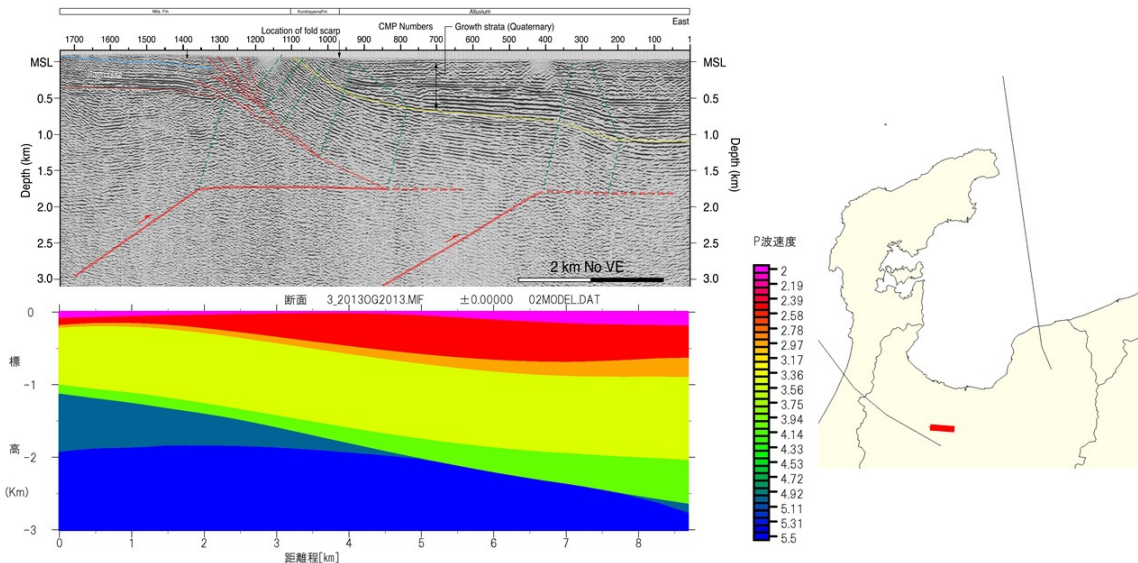 Mita Fm
Kurehayama Fm
Alluvium
East
Location of fold scarp
CMP Numbers
Growth strata (Quaternary)
1700 1600 1500 1400 1300 1200 1100 1000 900 800 700 600 500 400 300 200 100 1
MSL MSL
0.5 0.5
1.0 1.0
1.5 1.5
2.0 2.0
2.5 2.5
3.0 3.0
Depth (km)
Depth (km)
2 km No VE
断面 3_2013OG2013.MIF ±0.00000 02MODEL.DAT
標
高
(Km)
0
-1
-2
-3
0 1 2 3 4 5 6 7 8
距離程[km]
P波速度
2
2.19
2.39
2.58
2.78
2.97
3.17
3.36
3.56
3.75
3.94
4.14
4.33
4.53
4.72
4.92
5.11
5.31
5.5